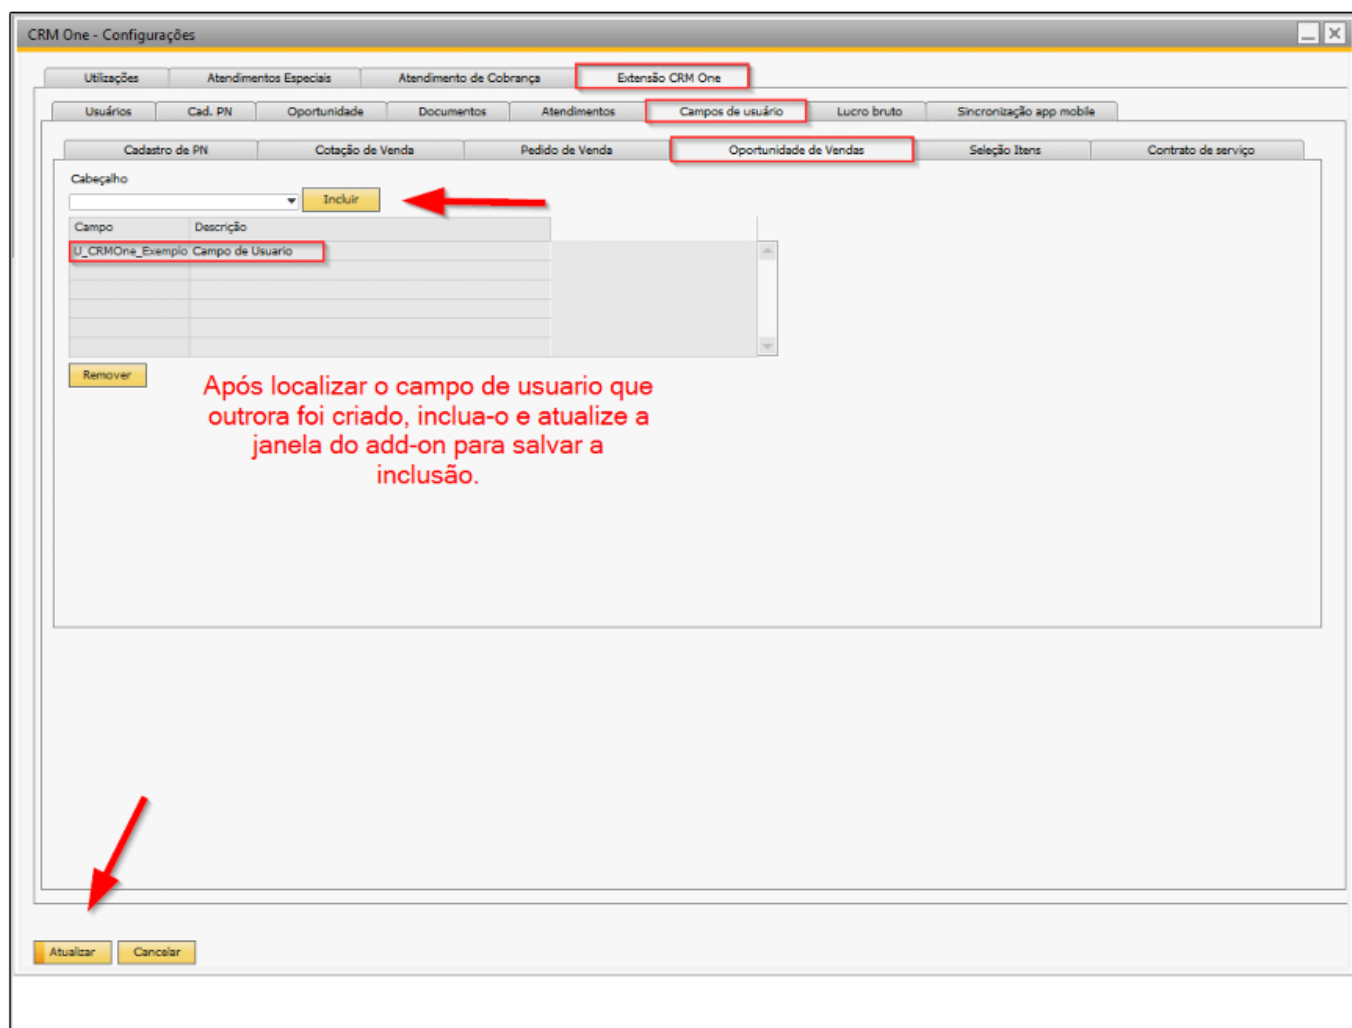 CRM One - Configurações
Utilizações Atendimentos Especiais Atendimento de Cobrança Extensão CRM One
Usuários Cad. PN Oportunidade Documentos Atendimentos Campos de usuário Lucro bruto Sincronização app mobile
Cadastro de PN Cotação de Venda Pedido de Venda Oportunidade de Vendas Seleção Itens Contrato de serviço
Cabeçalho
Incluir
Campo Descrição
U_CRMOne_Exemplo Campo de Usuario
Remover
Após localizar o campo de usuario que
outrora foi criado, inclua-o e atualize a
janela do add-on para salvar a
inclusão.
Atualizar Cancelar